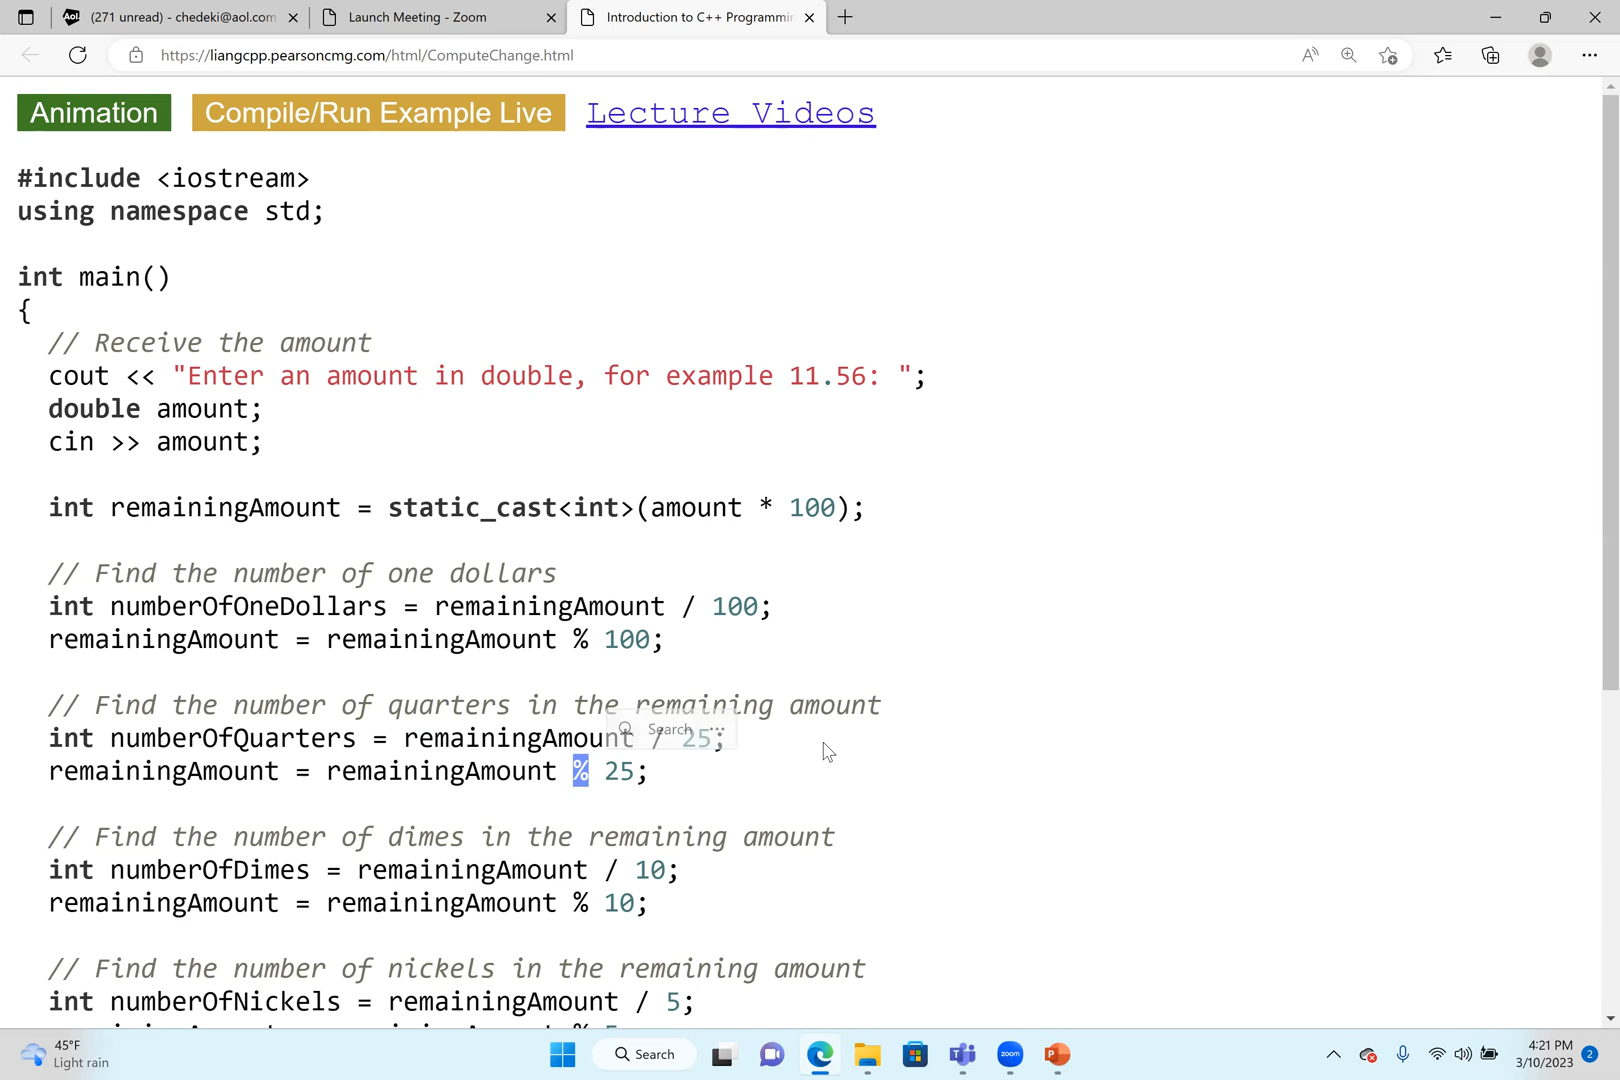 (271 unread) - chedeki@aol.com
Launch Meeting - Zoom
Introduction to C++ Programmin
https://liangcpp.pearsoncmg.com/html/ComputeChange.html
Animation Compile/Run Example Live Lecture Videos
#include <iostream>
using namespace std;
int main()
{
// Receive the amount
cout << "Enter an amount in double, for example 11.56: ";
double amount;
cin >> amount;
int remainingAmount = static_cast<int>(amount * 100);
// Find the number of one dollars
int numberOfOneDollars = remainingAmount / 100;
remainingAmount = remainingAmount % 100;
// Find the number of quarters in the remaining amount
Search ...
int numberOfQuarters = remainingAmount / 25;
remainingAmount = remainingAmount % 25;
// Find the number of dimes in the remaining amount
int numberOfDimes = remainingAmount / 10;
remainingAmount = remainingAmount % 10;
// Find the number of nickels in the remaining amount
int numberOfNickels = remainingAmount / 5;
45°F
Light rain
Search
zoom
4:21 PM
3/10/2023
2